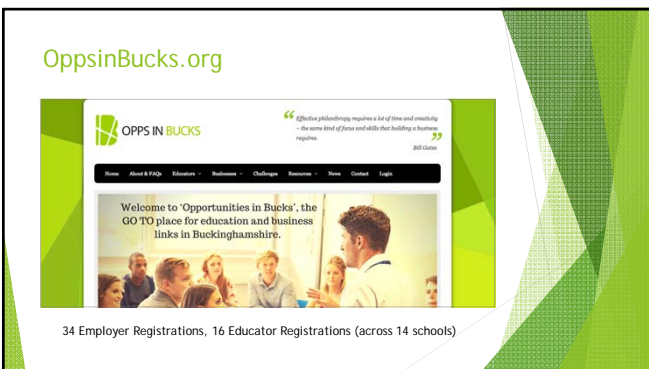 OppsinBucks.org
OPPS IN BUCKS
“ Effective philanthropy requires a lot of time and creativity
– the same kind of focus and skills that building a business
requires. ”
Bill Gates
Home About & FAQs Educators Businesses Challenges Resources News Contact Login
Welcome to 'Opportunities in Bucks', the
GO TO place for education and business
links in Buckinghamshire.
34 Employer Registrations, 16 Educator Registrations (across 14 schools)